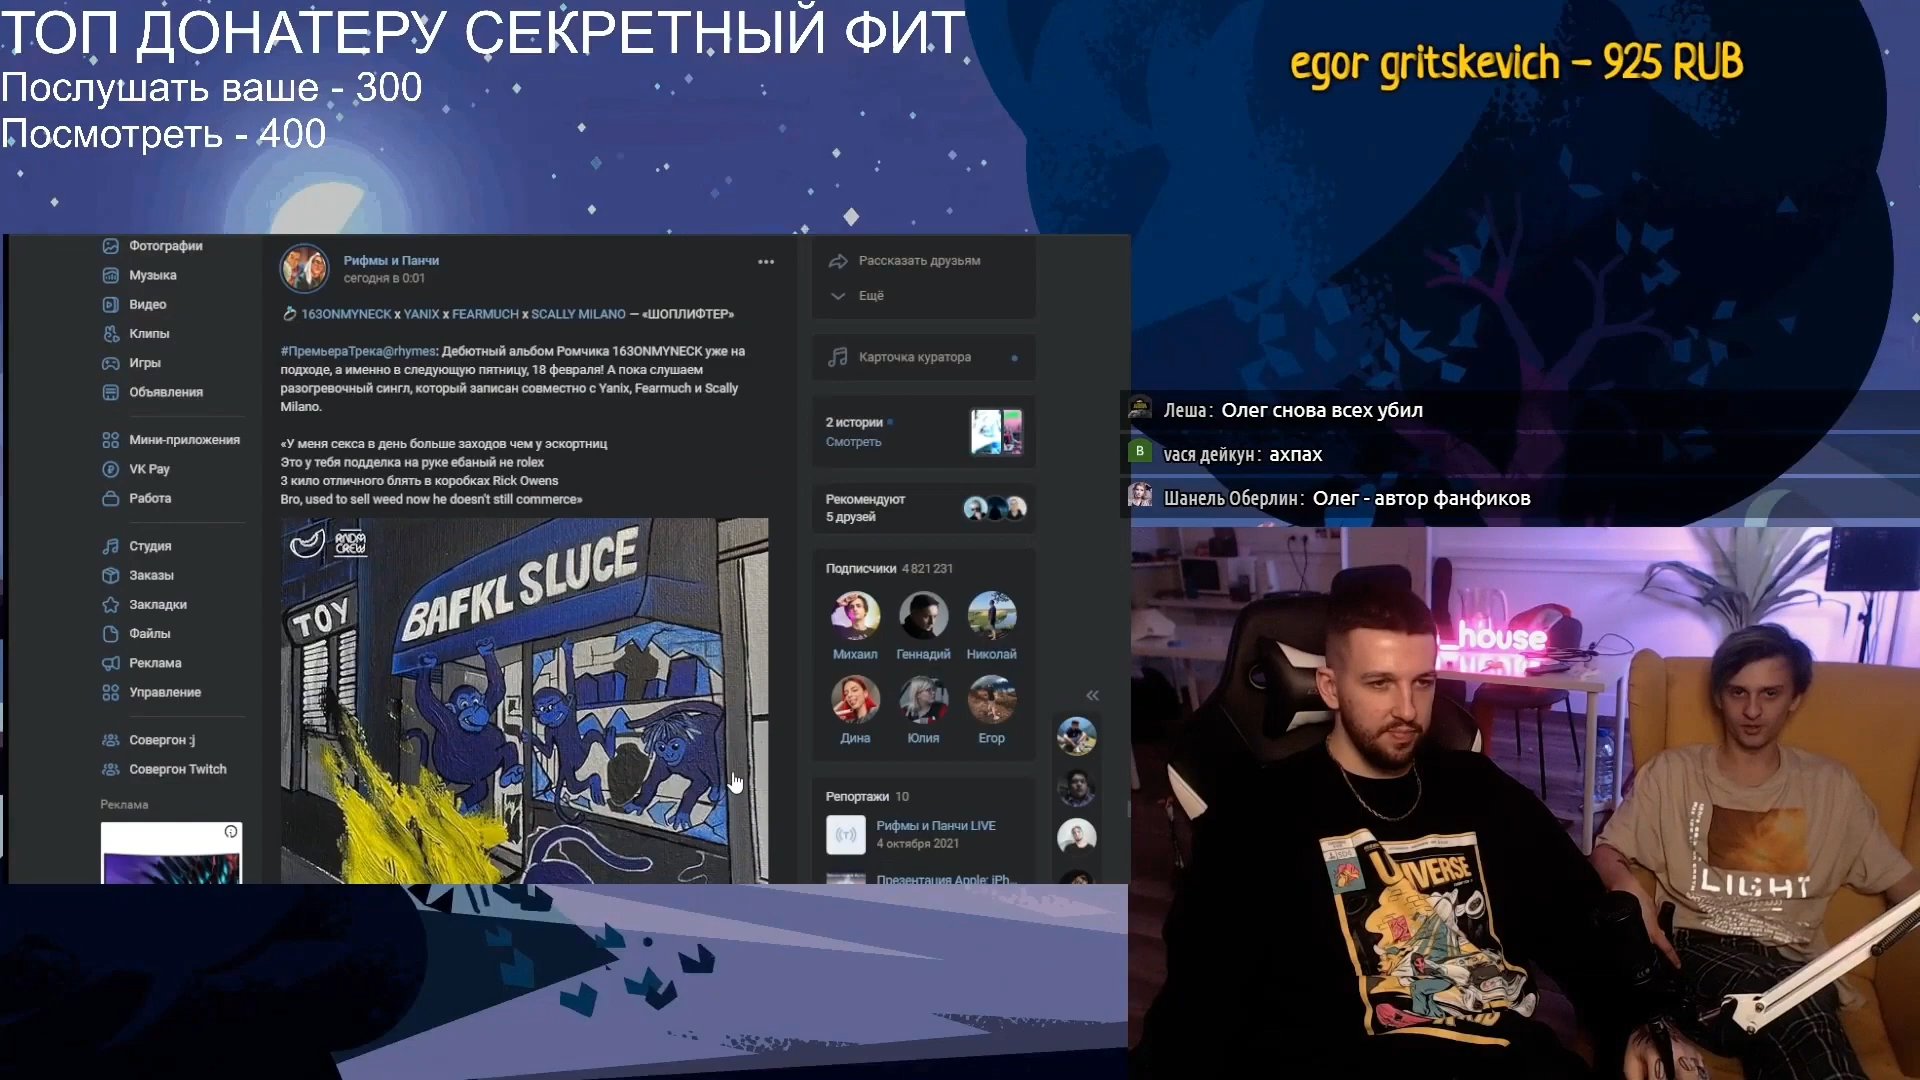 ТОП ДОНАТЕРУ СЕКРЕТНЫЙ ФИТ
Послушать ваше - 300
Посмотреть - 400
egor gritskevich – 925 RUB
Фотографии
Музыка
Видео
Клипы
Игры
Объявления
Мини-приложения
VK Pay
Работа
Студия
Заказы
Закладки
Файлы
Реклама
Управление
Совергон :j
Совергон Twitch
Реклама
Рифмы и Панчи
сегодня в 0:01
163ONMYNECK x YANIX x FEARMUCH x SCALLY MILANO — «ШОПЛИФТЕР»
#ПремьераТрека@rhymes: Дебютный альбом Ромчика 163ONMYNECK уже на
подходе, а именно в следующую пятницу, 18 февраля! А пока слушаем
разогревочный сингл, который записан совместно с Yanix, Fearmuch и Scally
Milano.
«У меня секса в день больше заходов чем у эскортниц
Это у тебя подделка на руке ебаный не rolex
3 кило отличного блять в коробках Rick Owens
Bro, used to sell weed now he doesn't still commerce»
RNDM
CREW
TOY
BAFKL SLUCE
Рассказать друзьям
Ещё
Карточка куратора
2 истории
Смотреть
Рекомендуют
5 друзей
Подписчики 4 821 231
Михаил Геннадий Николай
Дина Юлия Егор
Репортажи 10
Рифмы и Панчи LIVE
4 октября 2021
Презентация Apple: iPh...
Леша: Олег снова всех убил
B
vася дейкун: ахпах
Шанель Оберлин: Олег - автор фанфиков
_house
UNIVERSE
LIGHT